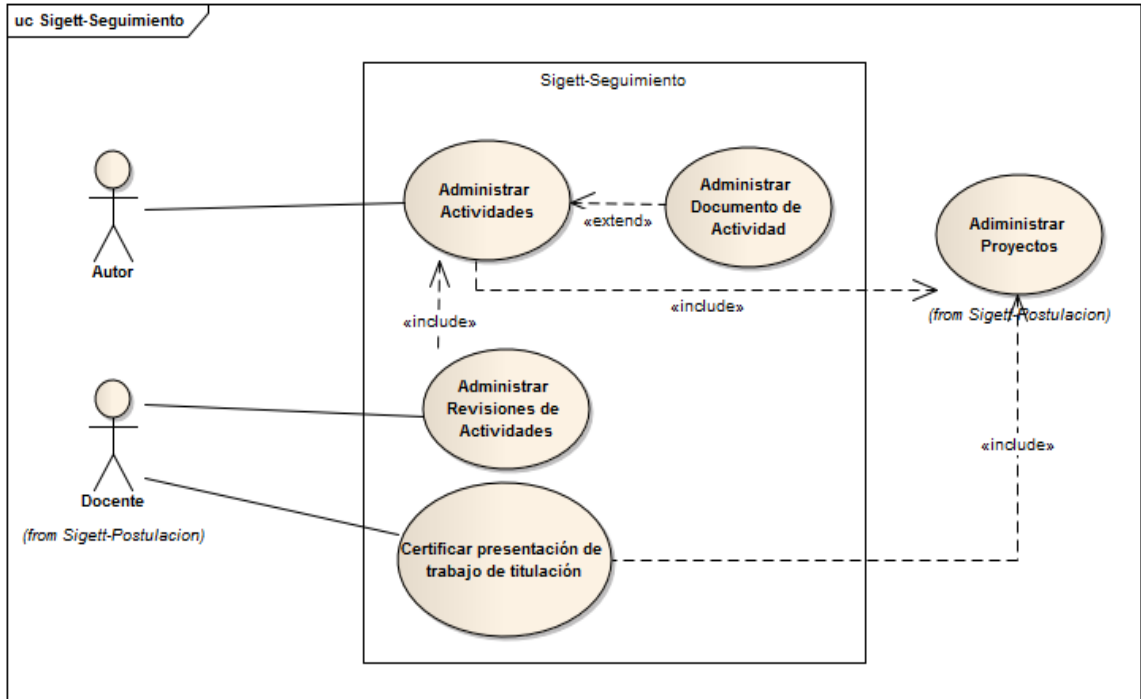 uc Sigett-Seguimiento
Sigett-Seguimiento
Administrar
Actividades
Administrar
Documento de
Actividad
«extend»
Adiministrar
Proyectos
(from Sigett-Postulacion)
Autor
«include»
«include»
Administrar
Revisiones de
Actividades
«include»
Docente
(from Sigett-Postulacion)
Certificar presentación de
trabajo de titulación